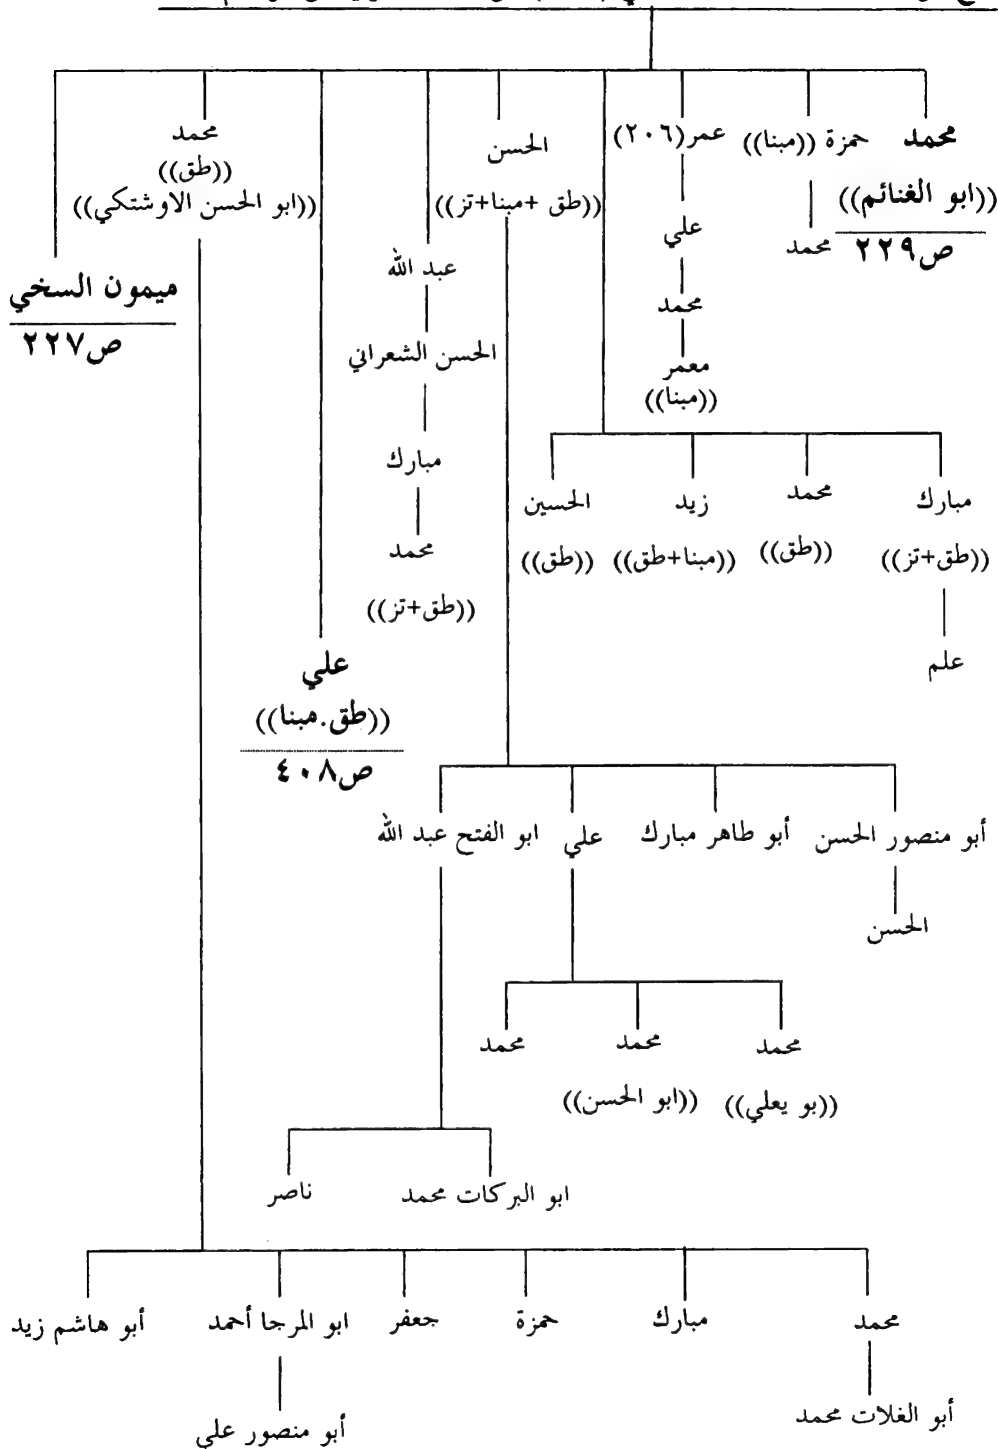 محمد
((ابو الغنائم))
ص٢٢٩
حمزة ((مبنا))
محمد
عمر(٢٠٦)
علي
محمد
معمر
((مبنا))
مبارك
((طق+تز))
علم
محمد
((طق))
زيد
((مبنا+طق))
الحسين
((طق))
الحسن
((طق +مبنا+تز))
أبو منصور الحسن
الحسن
أبو طاهر مبارك
علي
محمد
((بو يعلي))
محمد
((ابو الحسن))
محمد
ابو الفتح عبد الله
ابو البركات محمد
ناصر
عبد الله
الحسن الشعراني
مبارك
محمد
((طق+تز))
علي
((طق.مبنا))
ص٤٠٨
محمد
((طق))
((ابو الحسن الاوشتكي))
محمد
أبو الغلات محمد
مبارك
حمزة
جعفر
ابو المرجا أحمد
أبو منصور علي
أبو هاشم زيد
ميمون السخي
ص٢٢٧